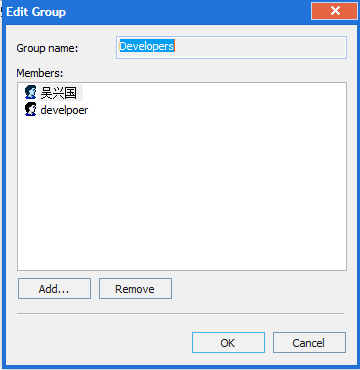 Edit Group
Group name: Developers
Members:
吴兴国
develpoer
Add... Remove
OK Cancel